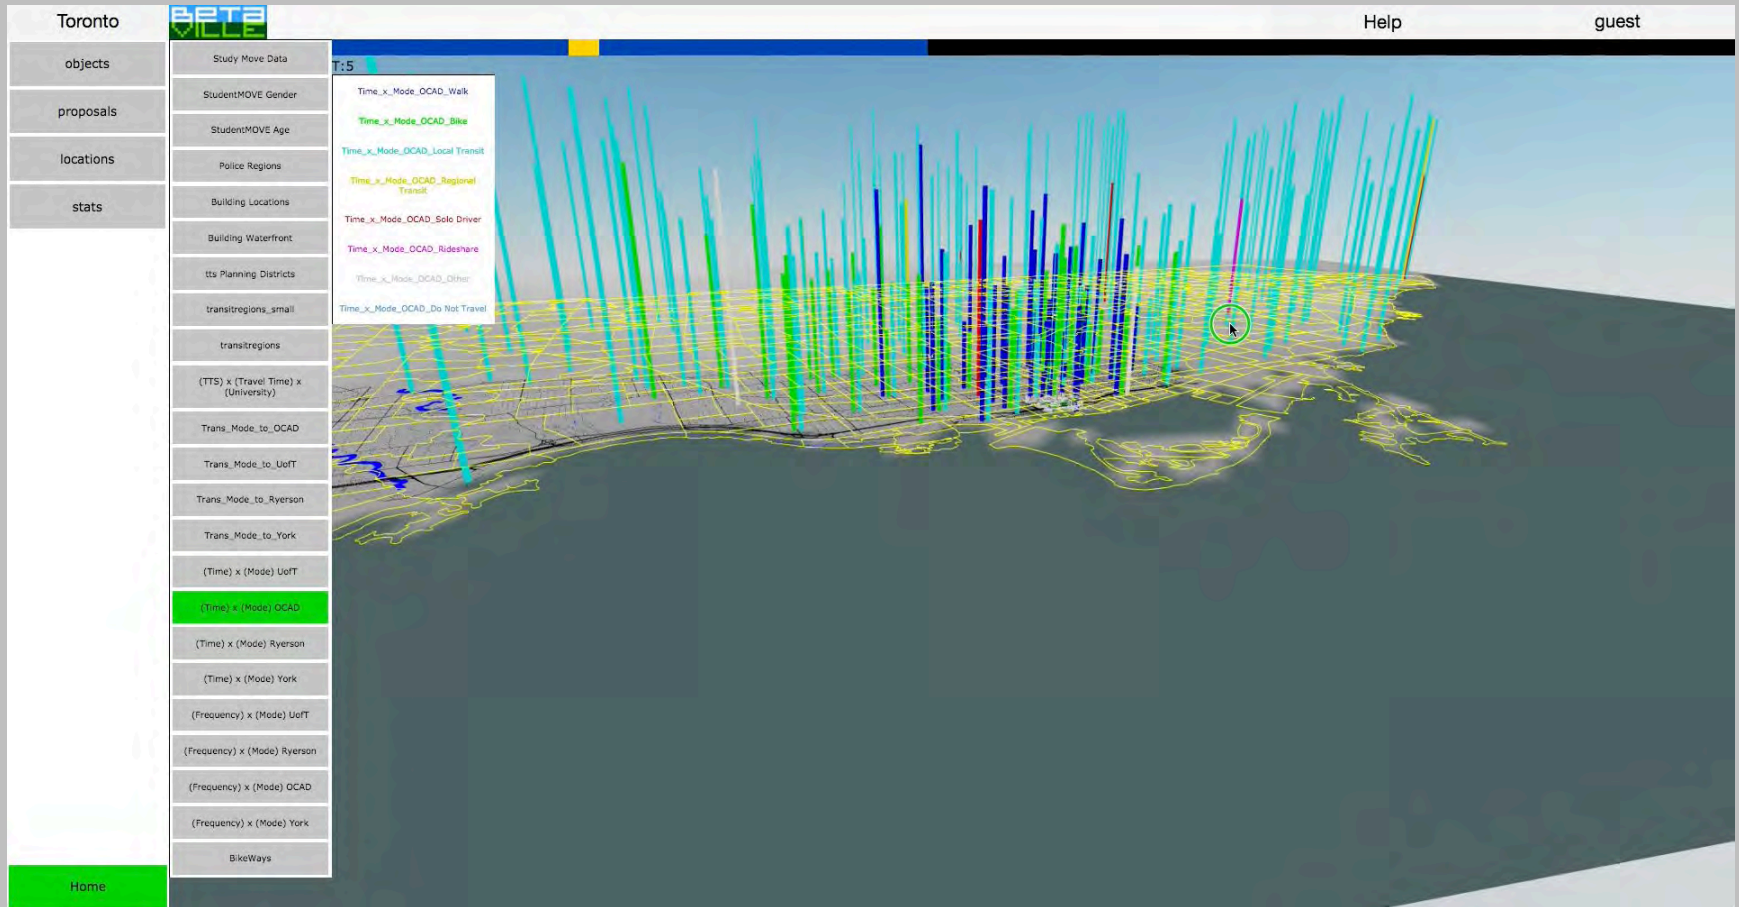 Toronto
BETA
VILLE
Help
guest
objects
proposals
locations
stats
Home
Study Move Data
StudentMOVE Gender
StudentMOVE Age
Police Regions
Building Locations
Building Waterfront
tts Planning Districts
transitregions_small
transitregions
(TTS) x (Travel Time) x
(University)
Trans_Mode_to_OCAD
Trans_Mode_to_UofT
Trans_Mode_to_Ryerson
Trans_Mode_to_York
(Time) x (Mode) UofT
(Time) x (Mode) OCAD
(Time) x (Mode) Ryerson
(Time) x (Mode) York
(Frequency) x (Mode) UofT
(Frequency) x (Mode) Ryerson
(Frequency) x (Mode) OCAD
(Frequency) x (Mode) York
BikeWays
T:5
Time_x_Mode_OCAD_Walk
Time_x_Mode_OCAD_Bike
Time_x_Mode_OCAD_Local Transit
Time_x_Mode_OCAD_Regionel
Transit
Time_x_Mode_OCAD_Solo Driver
Time_x_Mode_OCAD_Rideshare
Time_x_Mode_OCAD_Other
Time_x_Mode_OCAD_Do Not Travel